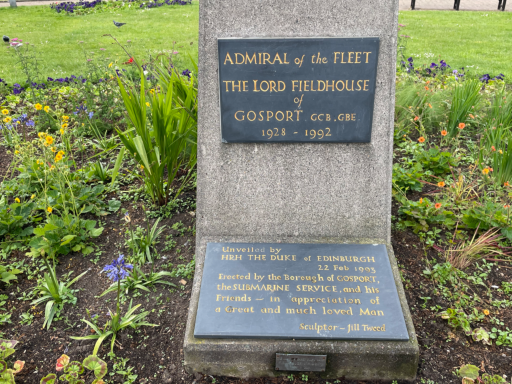 ADMIRAL of the FLEET
THE LORD FIELDHOUSE
of
GOSPORT GCB, GBE.
1928 - 1992
Unveiled by
HRH THE DUKE of EDINBURGH
22 Feb 1995
Erected by the Borough of GOSPORT,
the SUBMARINE SERVICE, and his
Friends - in appreciation of
a Great and much loved Man
Sculptor - Jill Tweed